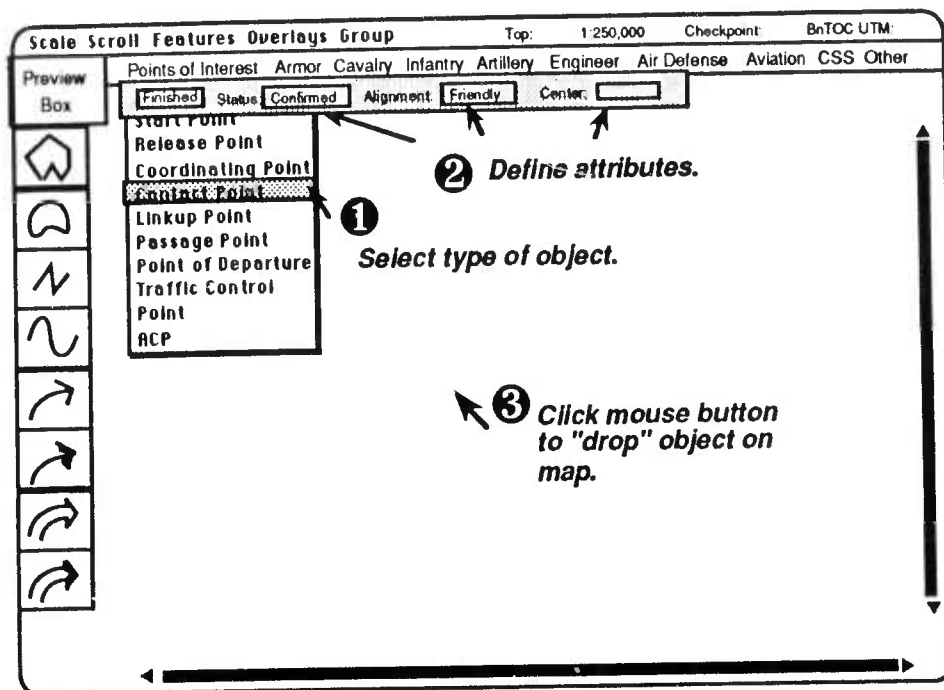 Scale Scroll Features Overlays Group Top: 1:250,000 Checkpoint: BnTOC UTM:
Preview Box
Points of Interest Armor Cavalry Infantry Artillery Engineer Air Defense Aviation CSS Other
Finished Status: Confirmed Alignment: Friendly Center:
Start Point
Release Point
Coordinating Point
Contact Point
Linkup Point
Passage Point
Point of Departure
Traffic Control
Point
ACP
2 Define attributes.
1
Select type of object.
3 Click mouse button
to "drop" object on
map.